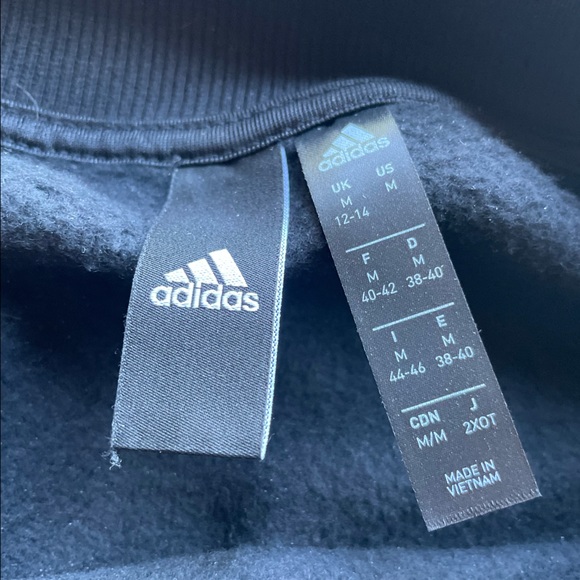 adidas
adidas
UK US
M M
12-14
F D
M M
40-42 38-40
I E
M M
44-46 38-40
CDN J
M/M 2XOT
MADE IN
VIETNAM